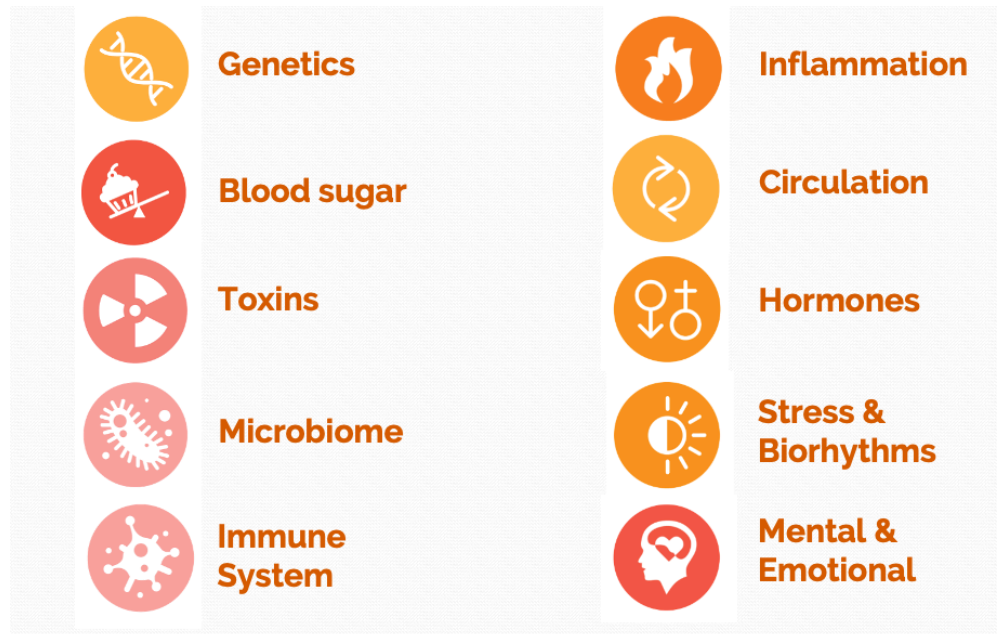 Genetics
Blood sugar
Toxins
Microbiome
Immune
System
Inflammation
Circulation
Hormones
Stress &
Biorhythms
Mental &
Emotional